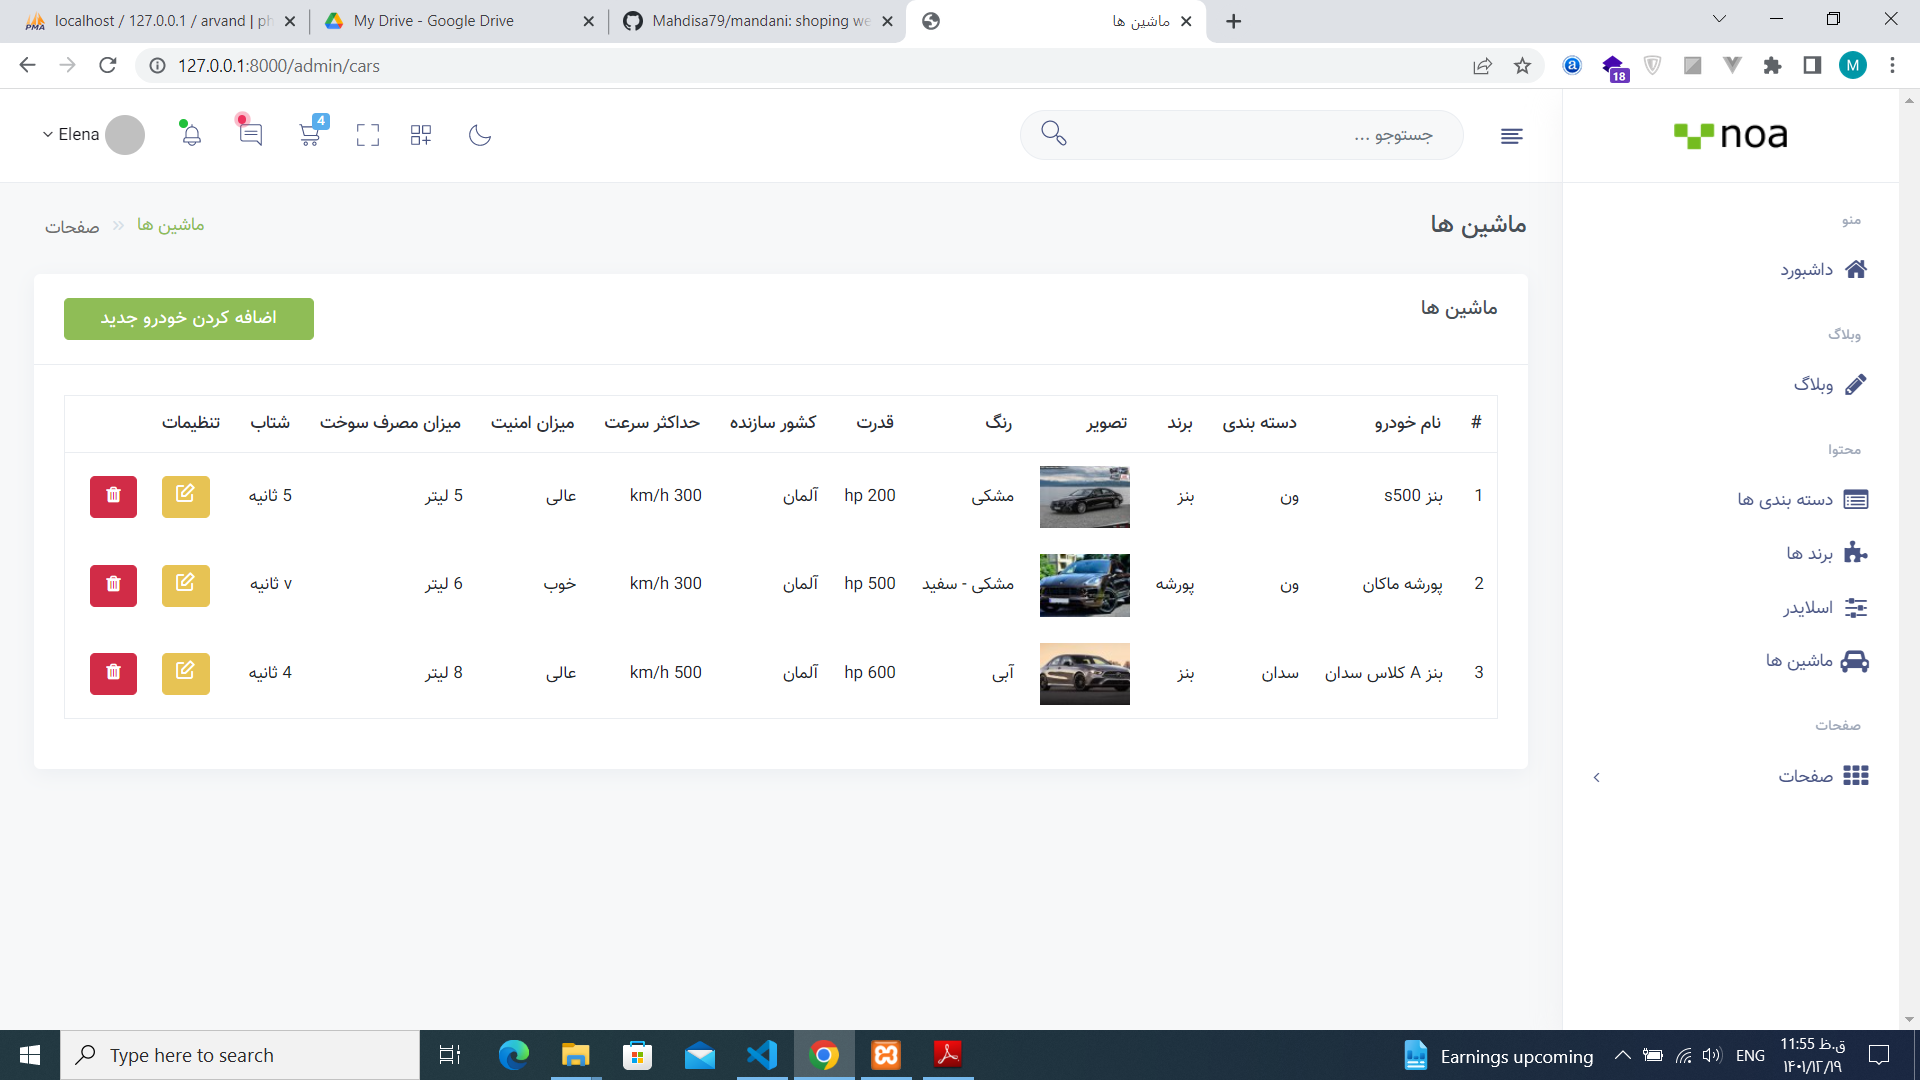 localhost / 127.0.0.1 / arvand | ph
My Drive - Google Drive
Mahdisa79/mandani: shoping we
ماشین ها
127.0.0.1:8000/admin/cars
18
M
noa
جستوجو ...
4
Elena
منو
داشبورد
وبلاگ
وبلاگ
محتوا
دسته بندی ها
برند ها
اسلایدر
ماشین ها
صفحات
صفحات
ماشین ها
صفحات » ماشین ها
ماشین ها
اضافه کردن خودرو جدید
# نام خودرو دسته بندی برند تصویر رنگ قدرت کشور سازنده حداکثر سرعت میزان امنیت میزان مصرف سوخت شتاب تنظیمات
1 بنز s500 ون بنز مشکی 200 hp آلمان 300 km/h عالی 5 لیتر 5 ثانیه
2 پورشه ماکان ون پورشه مشکی - سفید 500 hp آلمان 300 km/h خوب 6 لیتر v ثانیه
3 بنز A کلاس سدان سدان بنز آبی 600 hp آلمان 500 km/h عالی 8 لیتر 4 ثانیه
Type here to search
Earnings upcoming
ENG
11:55 ق.ظ
۱۴۰۱/۱۲/۱۹